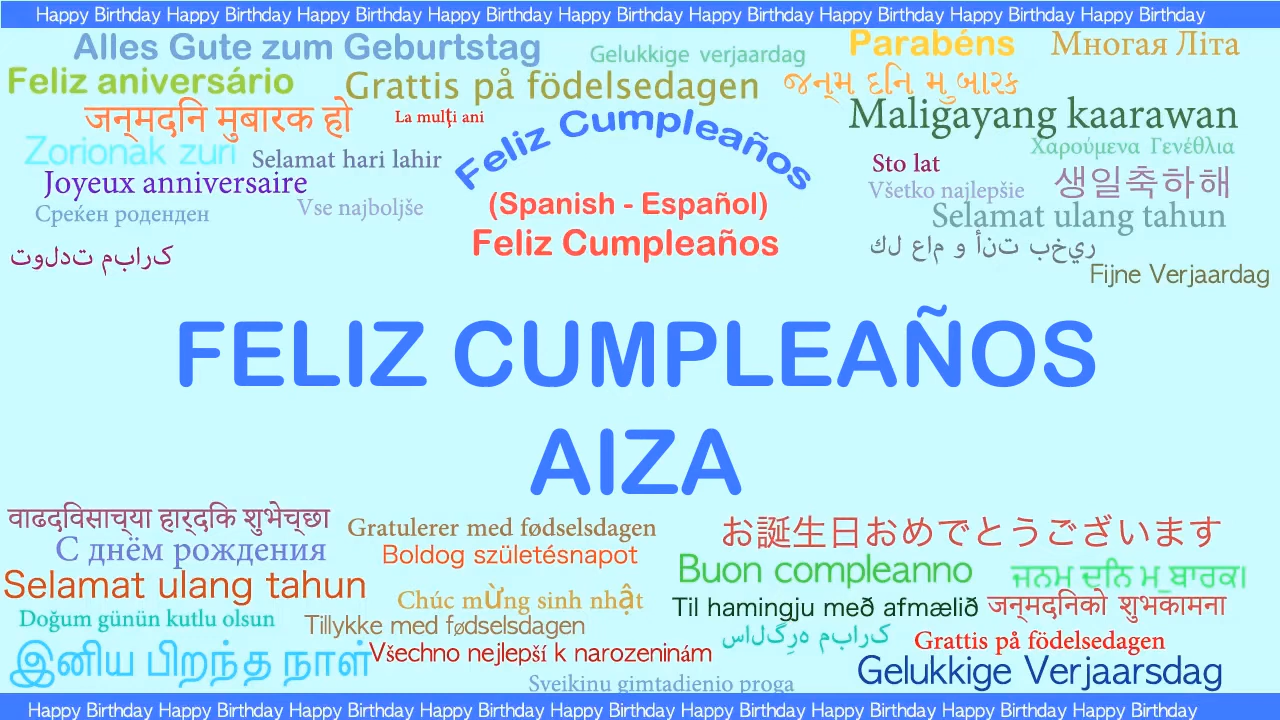 Happy Birthday Happy Birthday Happy Birthday Happy Birthday Happy Birthday Happy Birthday Happy Birthday Happy Birthday Happy Birthday
Alles Gute zum Geburtstag
Gelukkige verjaardag
Parabéns
Многая Літа
Feliz aniversário
Grattis på födelsedagen
જન્મ દિન મુબારક
जन्मदिन मुबारक हो
La mulţi ani
Feliz Cumpleaños
Maligayang kaarawan
Zorionak zuri
Selamat hari lahir
Sto lat
Χαρούμενα Γενέθλια
Joyeux anniversaire
(Spanish - Español)
Všetko najlepšie
생일축하해
Среќен роденден
Vse najboljše
Selamat ulang tahun
Feliz Cumpleaños
كل عام و أنت بخير
تولدت مبارک
Fijne Verjaardag
FELIZ CUMPLEAÑOS
AIZA
वाढदिवसाच्या हार्दिक शुभेच्छा
Gratulerer med fødselsdagen
お誕生日おめでとうございます
С днём рождения
Boldog születésnapot
Buon compleanno
ਜਨਮ ਦਿਨ ਮੁਬਾਰਕ।
Selamat ulang tahun
Chúc mừng sinh nhật
Til hamingju með afmælið
जन्मदिनको शुभकामना
Doğum günün kutlu olsun
Tillykke med fødselsdagen
سالگرہ مبارک
Grattis på födelsedagen
இனிய பிறந்த நாள்
Všechno nejlepší k narozeninám
Gelukkige Verjaarsdag
Sveikinu gimtadienio proga
Happy Birthday Happy Birthday Happy Birthday Happy Birthday Happy Birthday Happy Birthday Happy Birthday Happy Birthday Happy Birthday